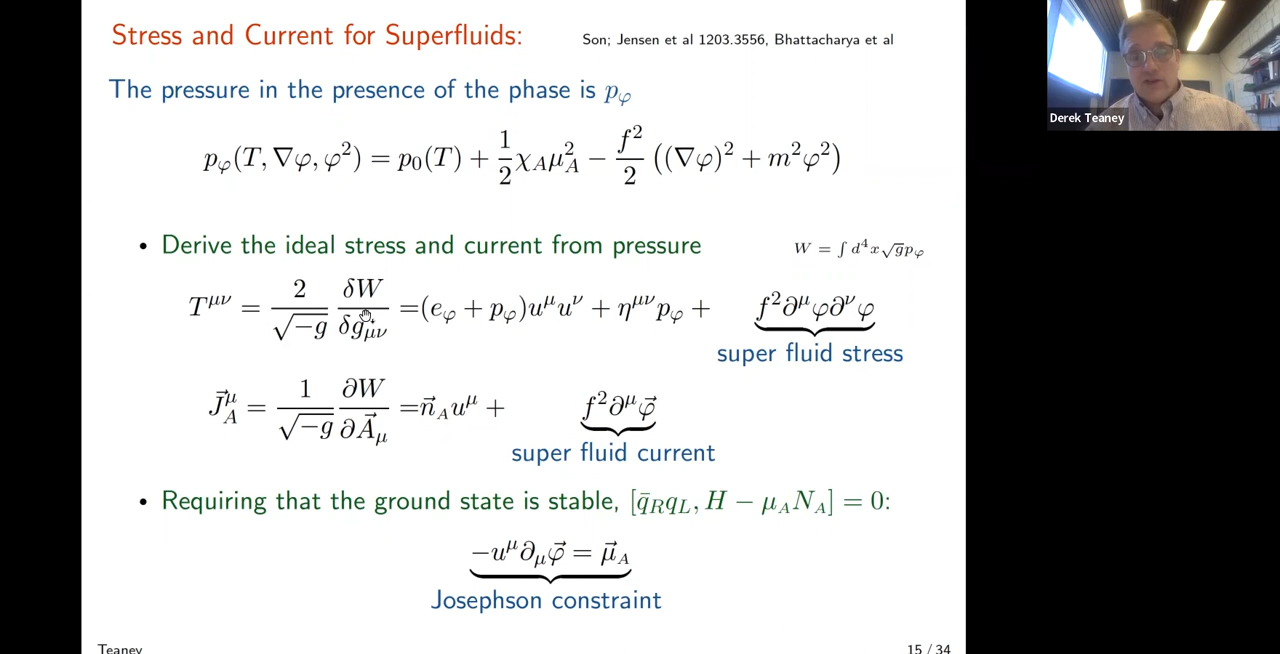 Stress and Current for Superfluids: Son; Jensen et al 1203.3556, Bhattacharya et al
The pressure in the presence of the phase is p_φ
p_φ(T, ∇φ, φ²) = p₀(T) + 1/2 χ_A μ_A² − f²/2 ((∇φ)² + m²φ²)
• Derive the ideal stress and current from pressure W = ∫ d⁴x √g p_φ
T^{μν} = 2/√−g δW/δg_{μν} = (e_φ + p_φ)u^μ u^ν + η^{μν} p_φ + f²∂^μφ∂^νφ
super fluid stress
J⃗_A^μ = 1/√−g ∂W/∂A⃗_μ = n⃗_A u^μ + f²∂^μφ⃗
super fluid current
• Requiring that the ground state is stable, [q̄_R q_L, H − μ_A N_A] = 0:
−u^μ ∂_μ φ⃗ = μ⃗_A
Josephson constraint
Teaney 15 / 34
Derek Teaney